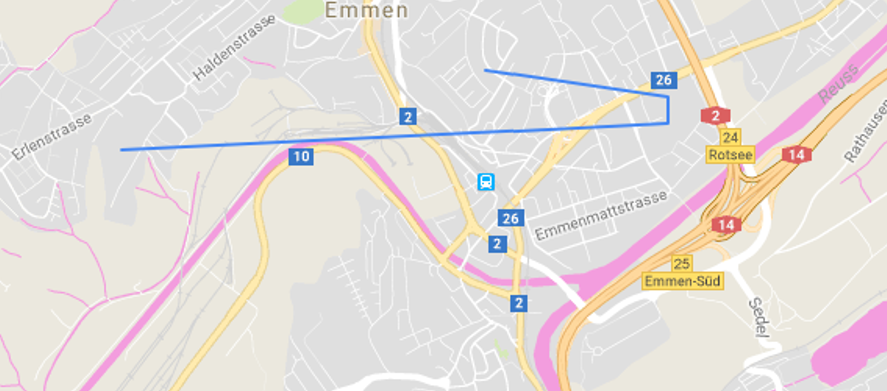 Emmen
Haldenstrasse
26
Reuss
2
2
Erlenstrasse
24
Rotsee
14
Rathausen
10
26
Emmenmattstrasse
14
2
25
Emmen-Süd
2
Sedel